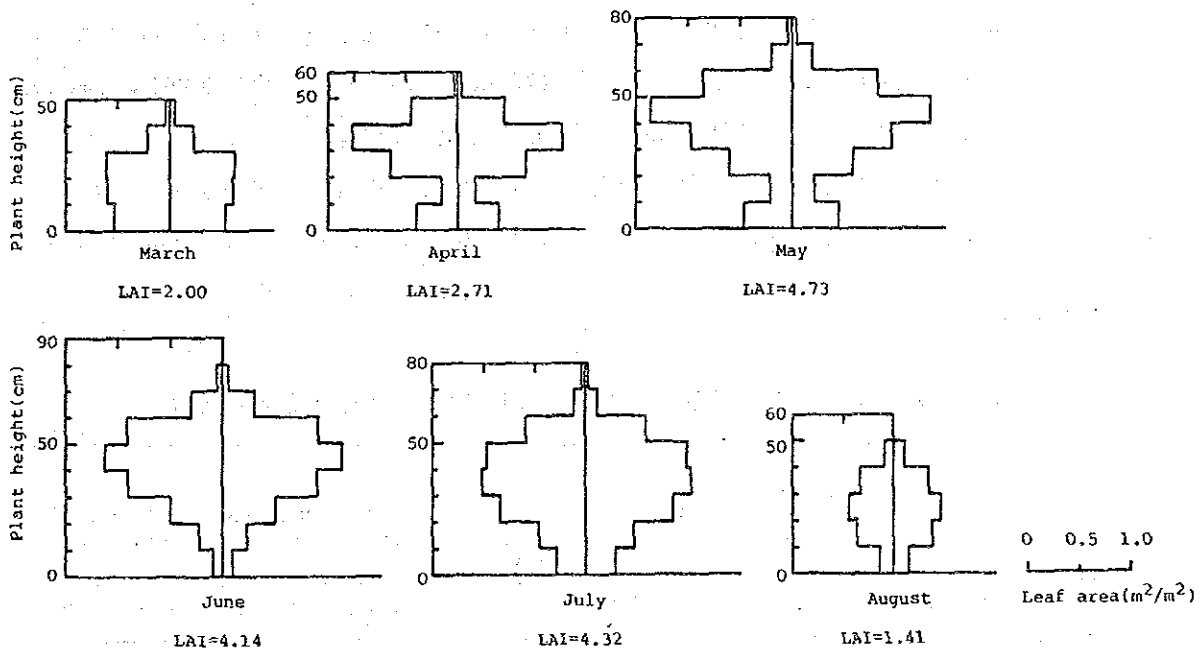 Plant height(cm)
50
0
March
LAI=2.00
60
50
0
April
LAI=2.71
80
50
0
May
LAI=4.73
Plant height(cm)
90
50
0
June
LAI=4.14
80
50
0
July
LAI=4.32
60
50
0
August
LAI=1.41
0 0.5 1.0
Leaf area(m²/m²)